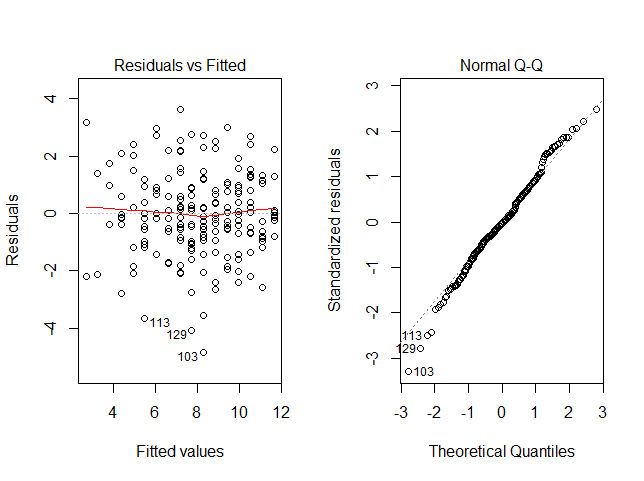 Residuals vs Fitted
Residuals
4
2
0
-2
-4
113
129
103
4 6 8 10 12
Fitted values
Normal Q-Q
Standardized residuals
3
2
1
0
-1
-2
-3
113
129
103
-3 -2 -1 0 1 2 3
Theoretical Quantiles